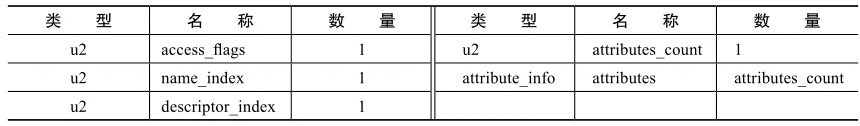 类 型 名 称 数 量 类 型 名 称 数 量
u2 access_flags 1 u2 attributes_count 1
u2 name_index 1 attribute_info attributes attributes_count
u2 descriptor_index 1